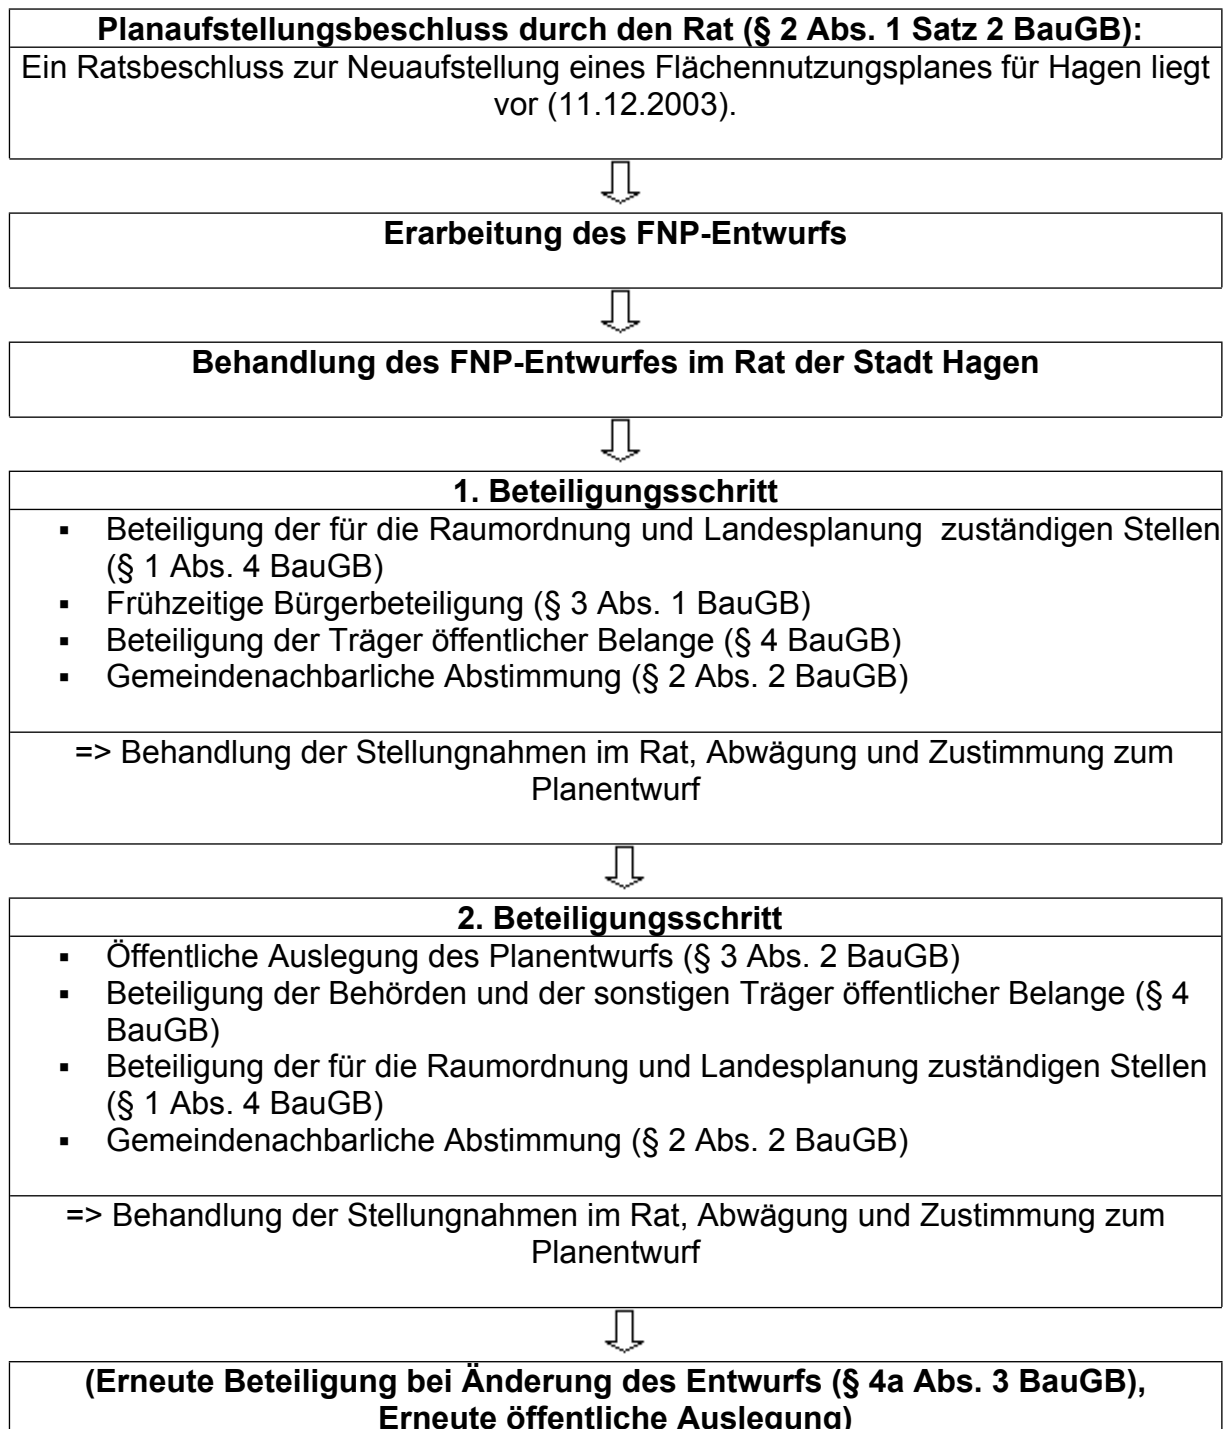 Planaufstellungsbeschluss durch den Rat (§ 2 Abs. 1 Satz 2 BauGB):
Ein Ratsbeschluss zur Neuaufstellung eines Flächennutzungsplanes für Hagen liegt
vor (11.12.2003).
Erarbeitung des FNP-Entwurfs
Behandlung des FNP-Entwurfes im Rat der Stadt Hagen
1. Beteiligungsschritt
▪ Beteiligung der für die Raumordnung und Landesplanung zuständigen Stellen
(§ 1 Abs. 4 BauGB)
▪ Frühzeitige Bürgerbeteiligung (§ 3 Abs. 1 BauGB)
▪ Beteiligung der Träger öffentlicher Belange (§ 4 BauGB)
▪ Gemeindenachbarliche Abstimmung (§ 2 Abs. 2 BauGB)
=> Behandlung der Stellungnahmen im Rat, Abwägung und Zustimmung zum
Planentwurf
2. Beteiligungsschritt
▪ Öffentliche Auslegung des Planentwurfs (§ 3 Abs. 2 BauGB)
▪ Beteiligung der Behörden und der sonstigen Träger öffentlicher Belange (§ 4
BauGB)
▪ Beteiligung der für die Raumordnung und Landesplanung zuständigen Stellen
(§ 1 Abs. 4 BauGB)
▪ Gemeindenachbarliche Abstimmung (§ 2 Abs. 2 BauGB)
=> Behandlung der Stellungnahmen im Rat, Abwägung und Zustimmung zum
Planentwurf
(Erneute Beteiligung bei Änderung des Entwurfs (§ 4a Abs. 3 BauGB),
Erneute öffentliche Auslegung)